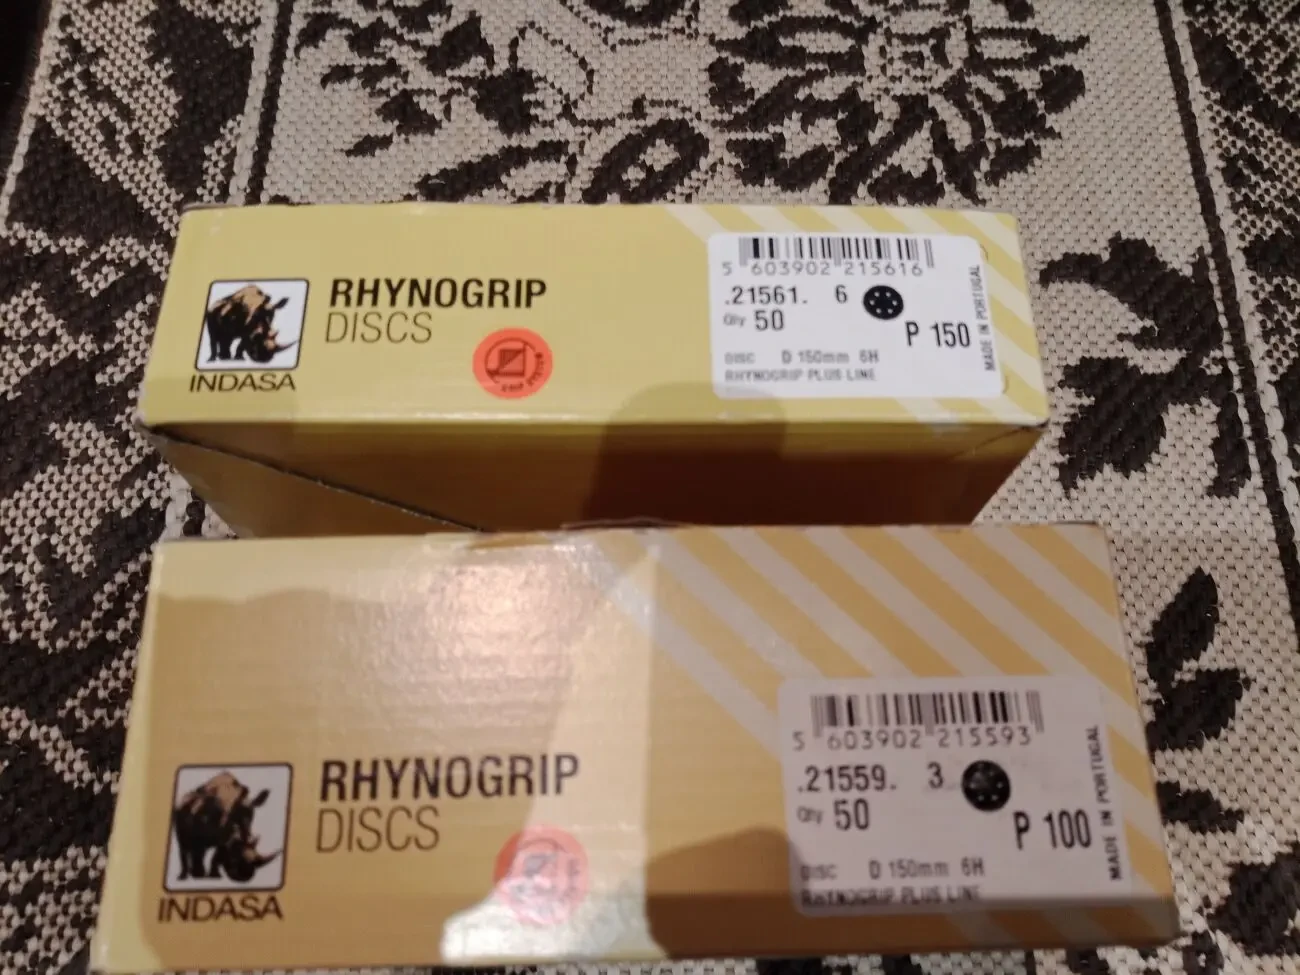 RHYNOGRIP
DISCS
INDASA
5 603902 215616
.21561. 6
Qty 50
P 150
DISC D 150mm 6H
RHYNOGRIP PLUS LINE
MADE IN PORTUGAL
RHYNOGRIP
DISCS
INDASA
5 603902 215593
.21559. 3
Qty 50
P 100
DISC D 150mm 6H
RHYNOGRIP PLUS LINE
MADE IN PORTUGAL